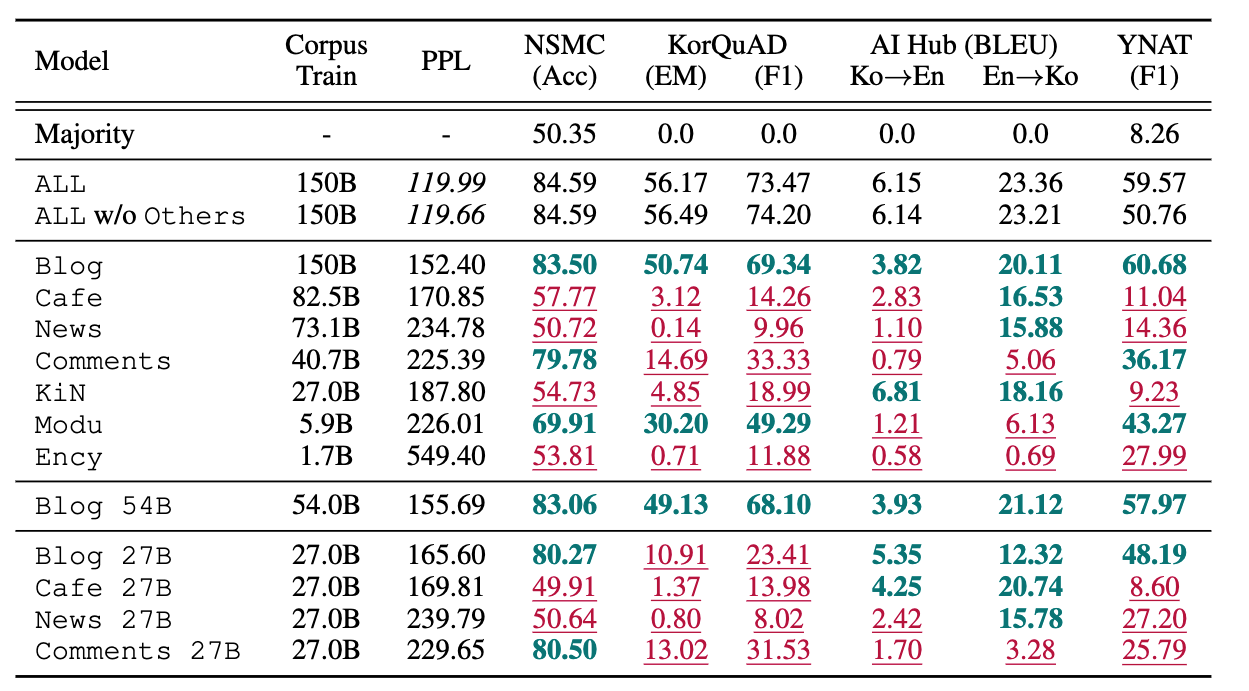 Model Corpus Train PPL NSMC (Acc) KorQuAD (EM) (F1) AI Hub (BLEU) Ko→En En→Ko YNAT (F1)
Majority - - 50.35 0.0 0.0 0.0 0.0 8.26
ALL 150B 119.99 84.59 56.17 73.47 6.15 23.36 59.57
ALL w/o Others 150B 119.66 84.59 56.49 74.20 6.14 23.21 50.76
Blog 150B 152.40 83.50 50.74 69.34 3.82 20.11 60.68
Cafe 82.5B 170.85 57.77 3.12 14.26 2.83 16.53 11.04
News 73.1B 234.78 50.72 0.14 9.96 1.10 15.88 14.36
Comments 40.7B 225.39 79.78 14.69 33.33 0.79 5.06 36.17
KiN 27.0B 187.80 54.73 4.85 18.99 6.81 18.16 9.23
Modu 5.9B 226.01 69.91 30.20 49.29 1.21 6.13 43.27
Ency 1.7B 549.40 53.81 0.71 11.88 0.58 0.69 27.99
Blog 54B 54.0B 155.69 83.06 49.13 68.10 3.93 21.12 57.97
Blog 27B 27.0B 165.60 80.27 10.91 23.41 5.35 12.32 48.19
Cafe 27B 27.0B 169.81 49.91 1.37 13.98 4.25 20.74 8.60
News 27B 27.0B 239.79 50.64 0.80 8.02 2.42 15.78 27.20
Comments 27B 27.0B 229.65 80.50 13.02 31.53 1.70 3.28 25.79